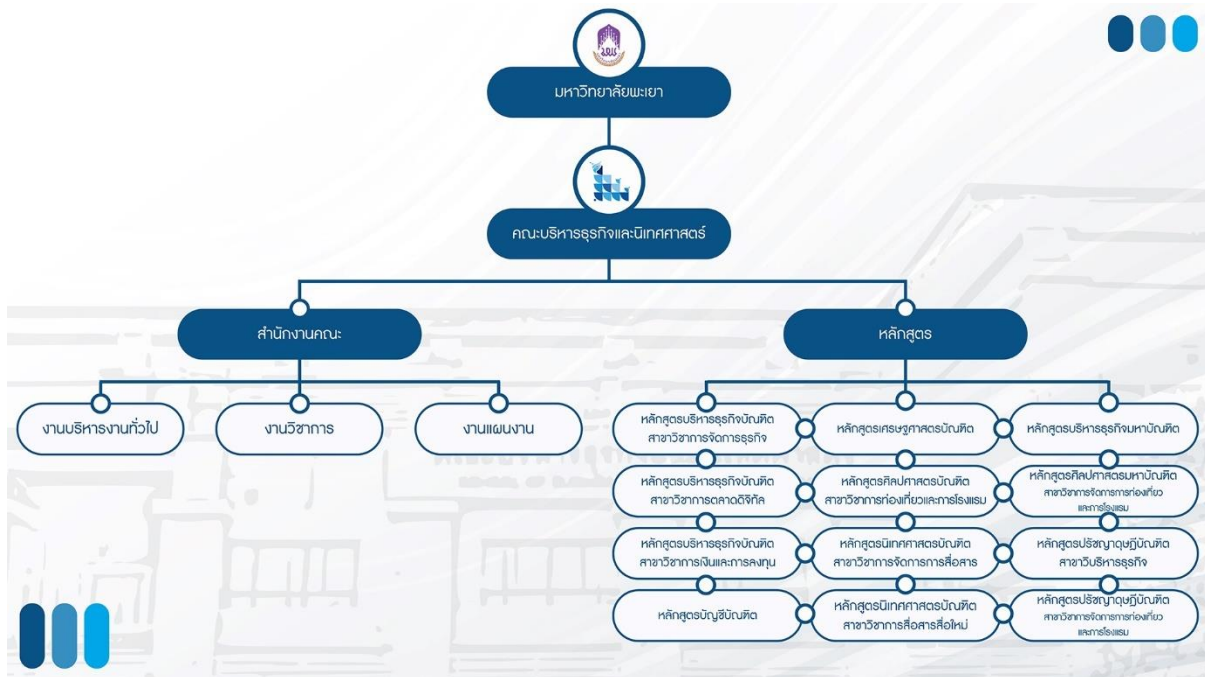 มหาวิทยาลัยพะเยา
คณะบริหารธุรกิจและนิเทศศาสตร์
สำนักงานคณะ
หลักสูตร
งานบริหารงานทั่วไป
งานวิชาการ
งานแผนงาน
หลักสูตรบริหารธุรกิจบัณฑิต
สาขาวิชาการจัดการธุรกิจ
หลักสูตรเศรษฐศาสตรบัณฑิต
หลักสูตรบริหารธุรกิจมหาบัณฑิต
หลักสูตรบริหารธุรกิจบัณฑิต
สาขาวิชาการตลาดดิจิทัล
หลักสูตรศิลปศาสตรบัณฑิต
สาขาวิชาการท่องเที่ยวและการโรงแรม
หลักสูตรศิลปศาสตรมหาบัณฑิต
สาขาวิชาการจัดการการท่องเที่ยว
และการโรงแรม
หลักสูตรบริหารธุรกิจบัณฑิต
สาขาวิชาการเงินและการลงทุน
หลักสูตรนิเทศศาสตรบัณฑิต
สาขาวิชาการจัดการการสื่อสาร
หลักสูตรปรัชญาดุษฎีบัณฑิต
สาขาวิบริหารธุรกิจ
หลักสูตรบัญชีบัณฑิต
หลักสูตรนิเทศศาสตรบัณฑิต
สาขาวิชาการสื่อสารสื่อใหม่
หลักสูตรปรัชญาดุษฎีบัณฑิต
สาขาวิชาการจัดการการท่องเที่ยว
และการโรงแรม